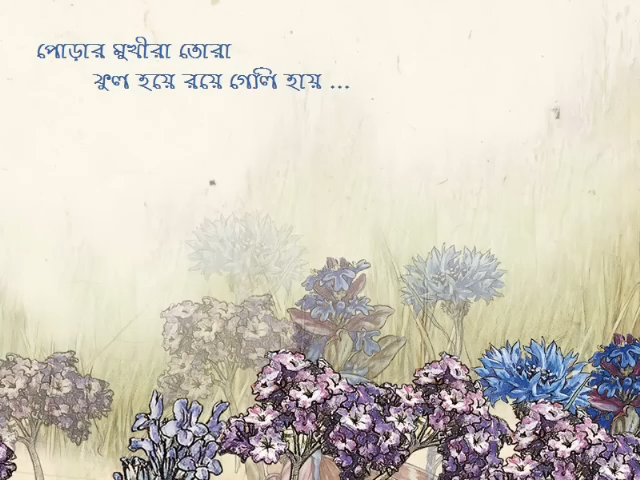 পোড়ার মুখীরা তোরা
ফুল হয়ে রয়ে গেলি হায় ...